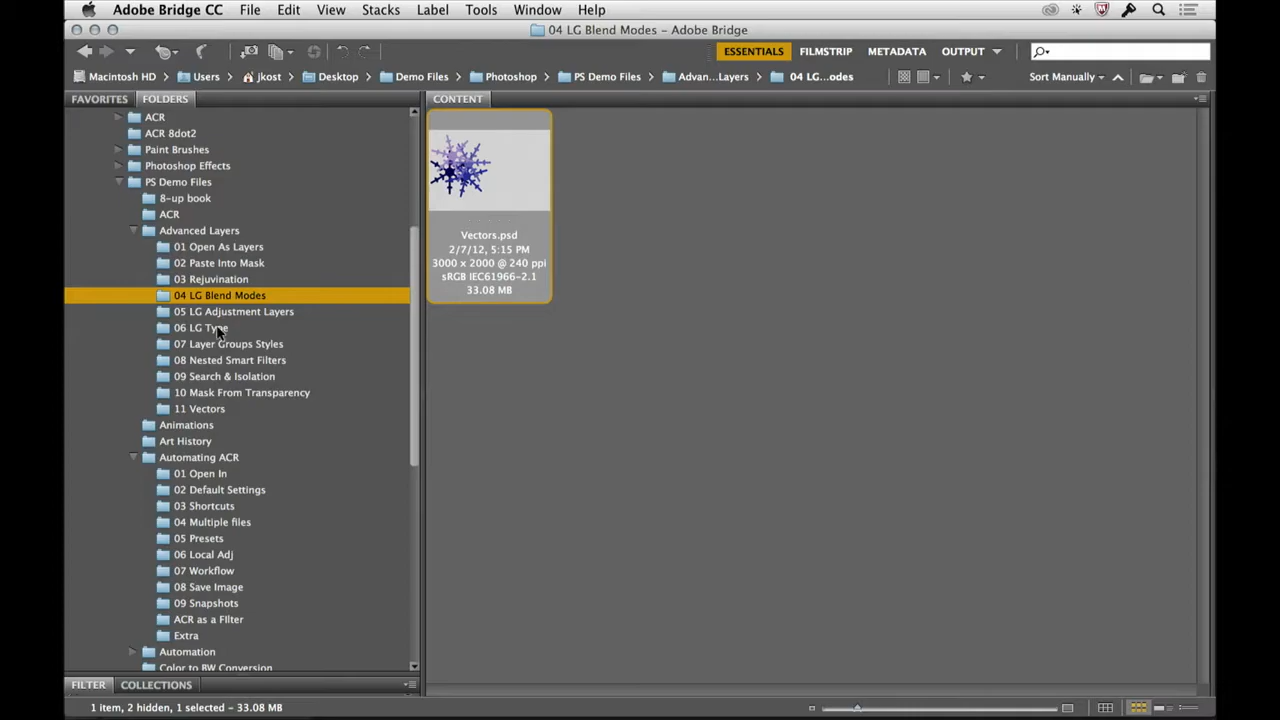 Adobe Bridge CC File Edit View Stacks Label Tools Window Help
04 LG Blend Modes – Adobe Bridge
ESSENTIALS FILMSTRIP METADATA OUTPUT
Macintosh HD Users jkost Desktop Demo Files Photoshop PS Demo Files Advan...Layers 04 LG...odes Sort Manually
FAVORITES FOLDERS CONTENT
ACR
ACR 8dot2
Paint Brushes
Photoshop Effects
PS Demo Files
8-up book
ACR
Advanced Layers
01 Open As Layers
02 Paste Into Mask
03 Rejuvination
04 LG Blend Modes
05 LG Adjustment Layers
06 LG Type
07 Layer Groups Styles
08 Nested Smart Filters
09 Search & Isolation
10 Mask From Transparency
11 Vectors
Animations
Art History
Automating ACR
01 Open In
02 Default Settings
03 Shortcuts
04 Multiple files
05 Presets
06 Local Adj
07 Workflow
08 Save Image
09 Snapshots
ACR as a FIlter
Extra
Automation
Color to BW Conversion
Vectors.psd
2/7/12, 5:15 PM
3000 x 2000 @ 240 ppi
sRGB IEC61966-2.1
33.08 MB
FILTER COLLECTIONS
1 item, 2 hidden, 1 selected – 33.08 MB